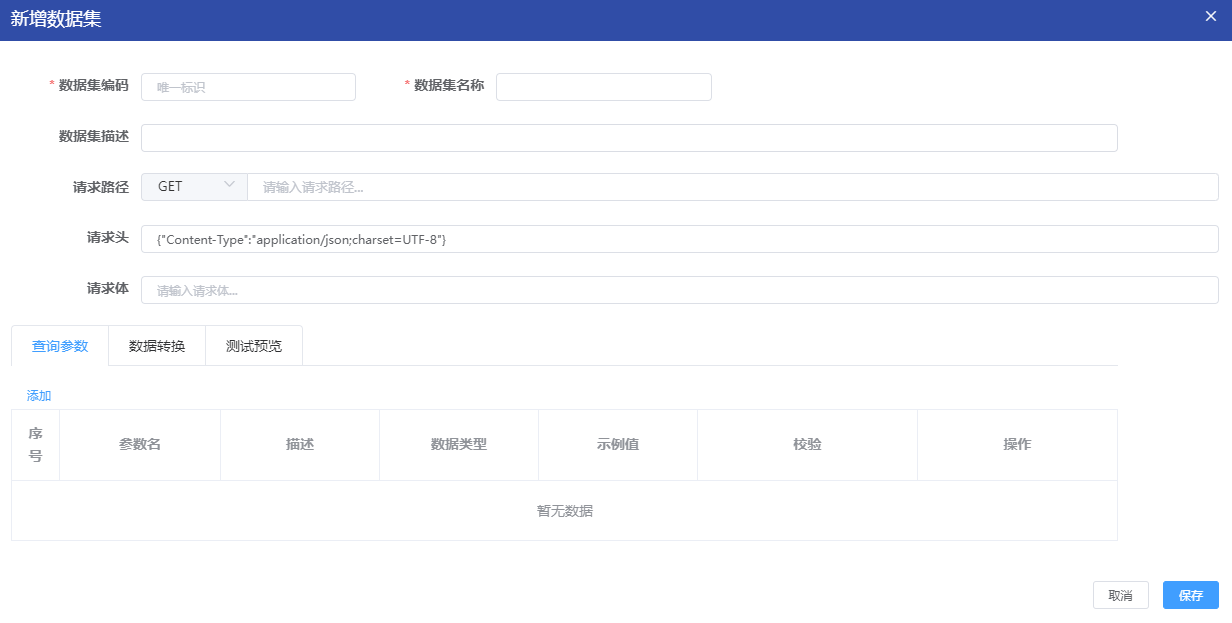 新增数据集
* 数据集编码 唯一标识 * 数据集名称
数据集描述
请求路径 GET 请输入请求路径...
请求头 {"Content-Type":"application/json;charset=UTF-8"}
请求体 请输入请求体...
查询参数 数据转换 测试预览
添加
序号 参数名 描述 数据类型 示例值 校验 操作
暂无数据
取消 保存